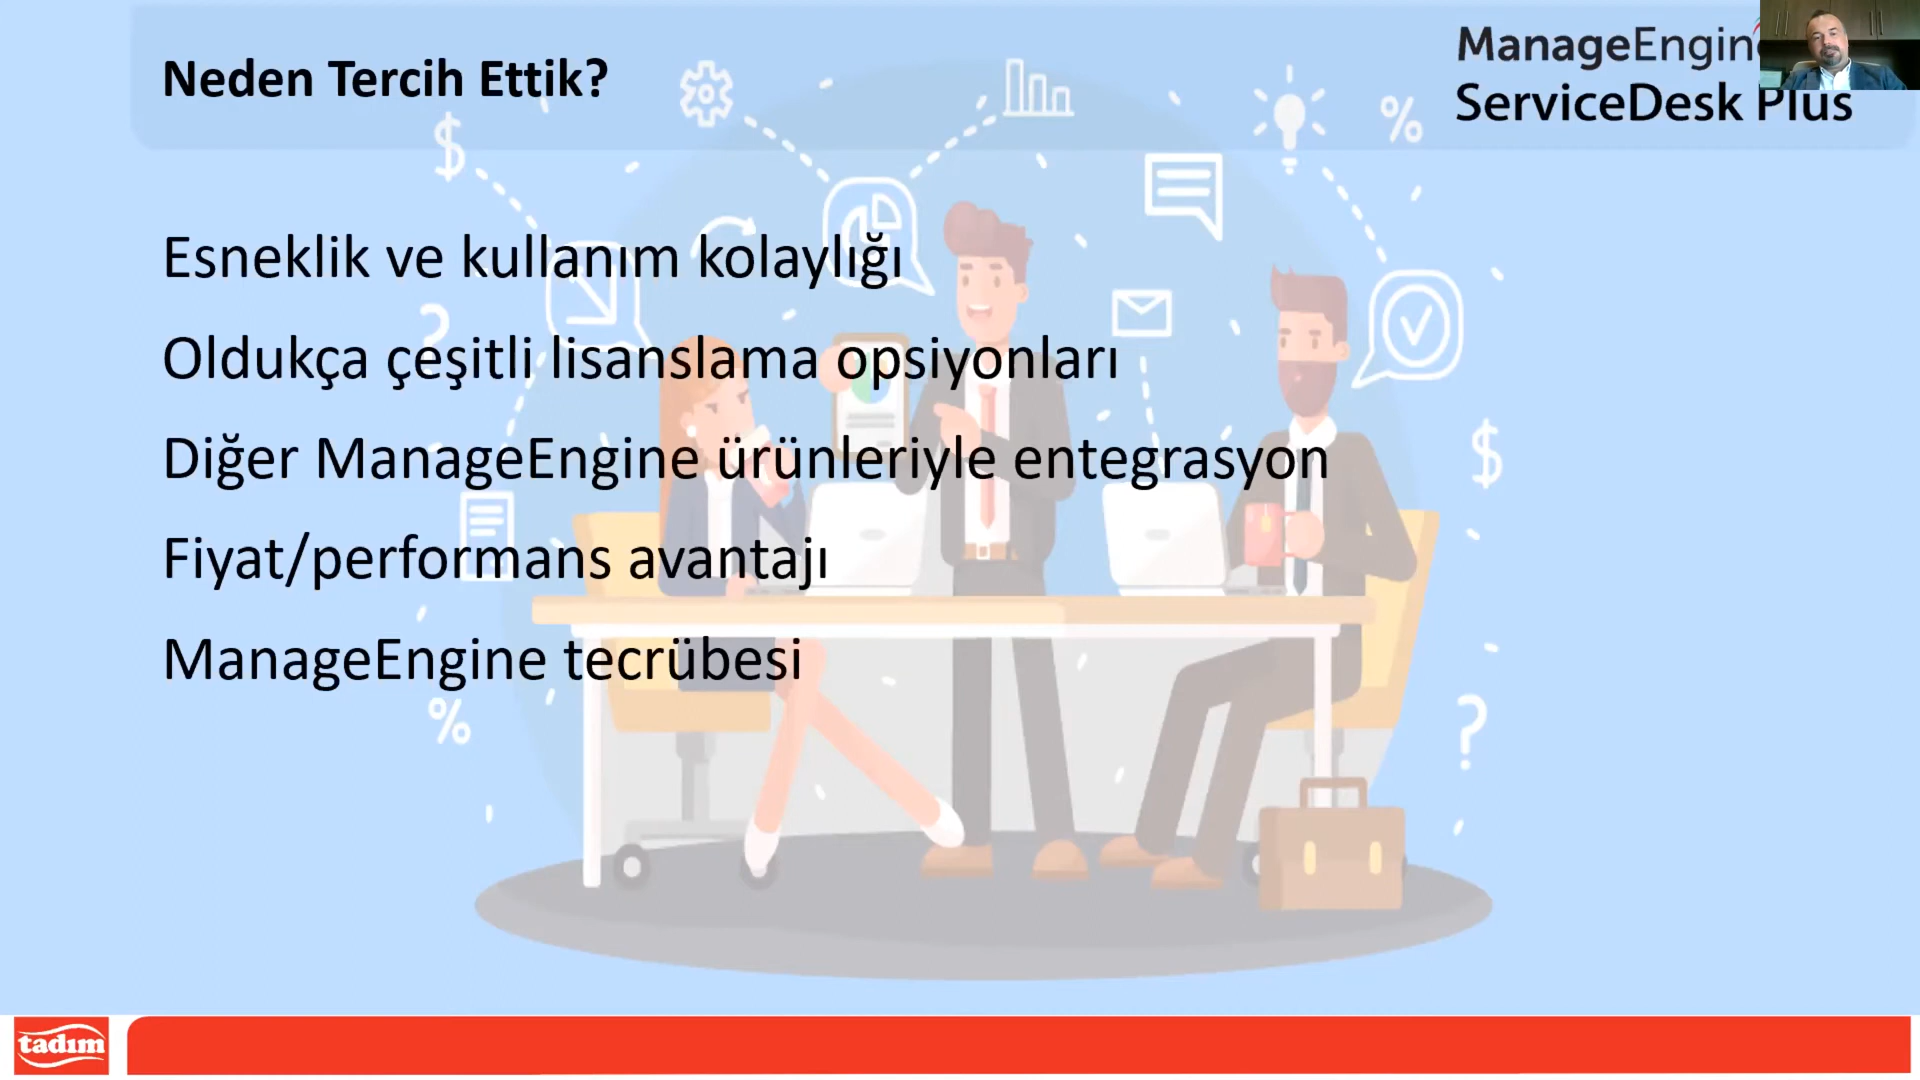 Neden Tercih Ettik?
ManageEngine
ServiceDesk Plus
Esneklik ve kullanım kolaylığı
Oldukça çeşitli lisanslama opsiyonları
Diğer ManageEngine ürünleriyle entegrasyon
Fiyat/performans avantajı
ManageEngine tecrübesi
tadım